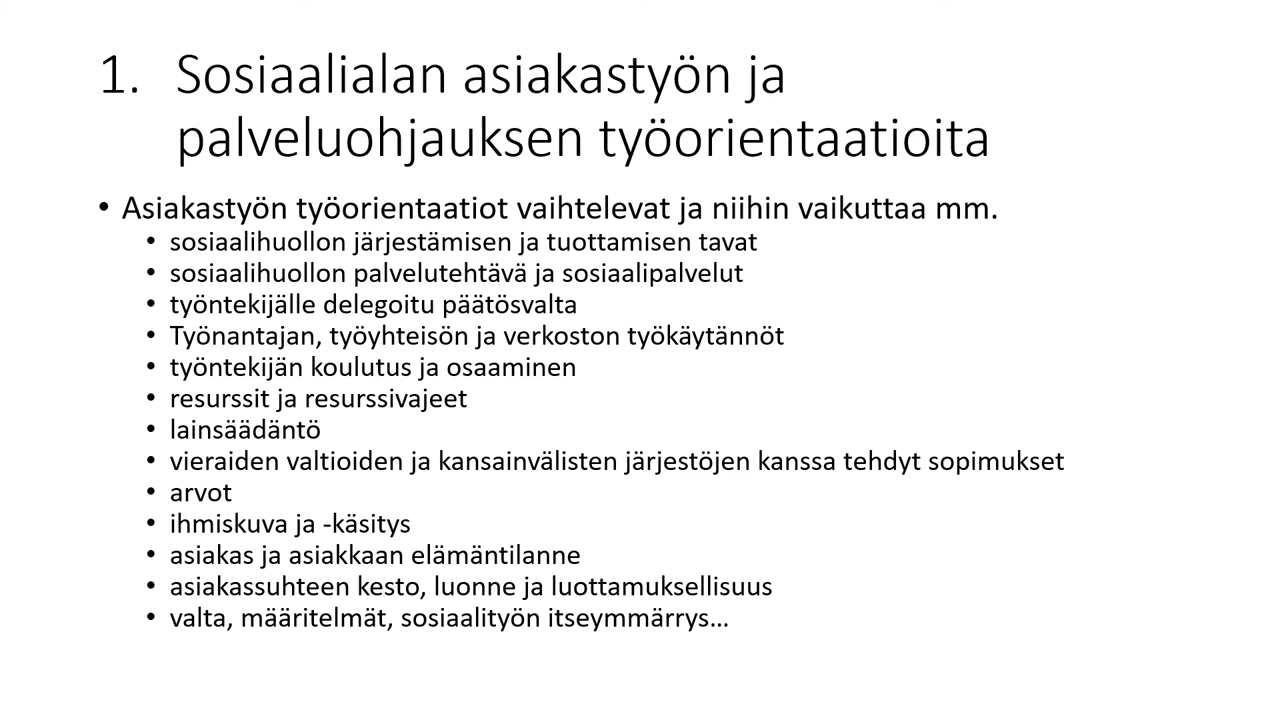 1. Sosiaalialan asiakastyön ja
palveluohjauksen työorientaatioita
• Asiakastyön työorientaatiot vaihtelevat ja niihin vaikuttaa mm.
• sosiaalihuollon järjestämisen ja tuottamisen tavat
• sosiaalihuollon palvelutehtävä ja sosiaalipalvelut
• työntekijälle delegoitu päätösvalta
• Työnantajan, työyhteisön ja verkoston työkäytännöt
• työntekijän koulutus ja osaaminen
• resurssit ja resurssivajeet
• lainsäädäntö
• vieraiden valtioiden ja kansainvälisten järjestöjen kanssa tehdyt sopimukset
• arvot
• ihmiskuva ja -käsitys
• asiakas ja asiakkaan elämäntilanne
• asiakassuhteen kesto, luonne ja luottamuksellisuus
• valta, määritelmät, sosiaalityön itseymmärrys…